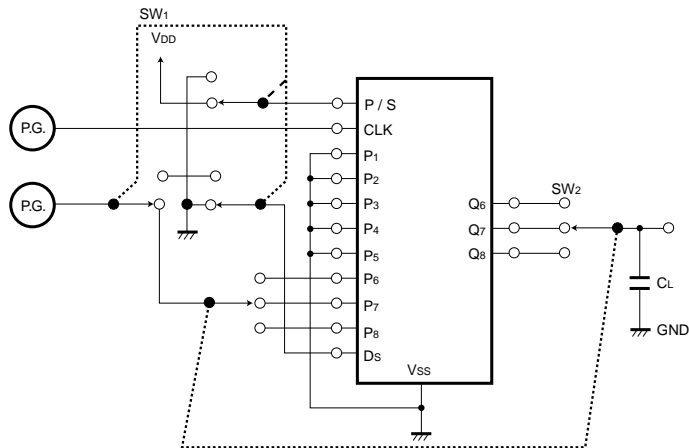 SW1
VDD
P / S
P.G.
CLK
P1
P2
P.G.
P3
Q6
SW2
P4
Q7
P5
Q8
P6
CL
P7
GND
P8
DS
VSS